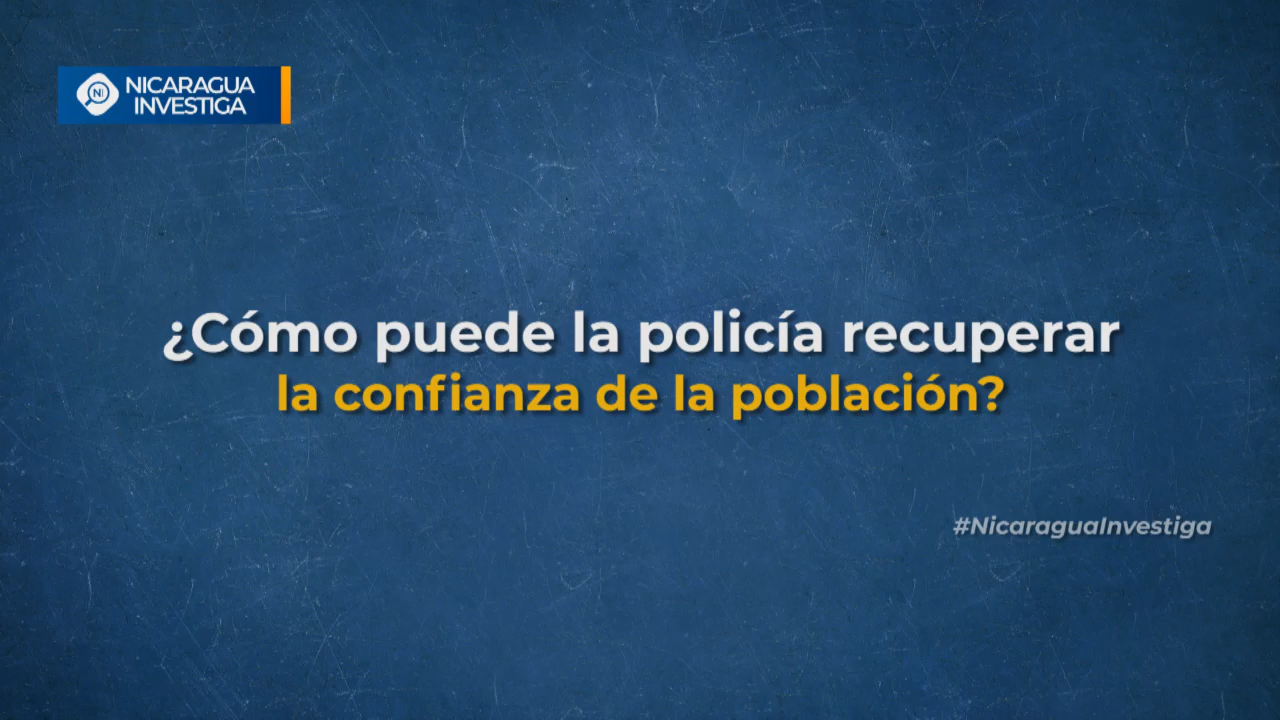 NICARAGUA
INVESTIGA
¿Cómo puede la policía recuperar
la confianza de la población?
#NicaraguaInvestiga